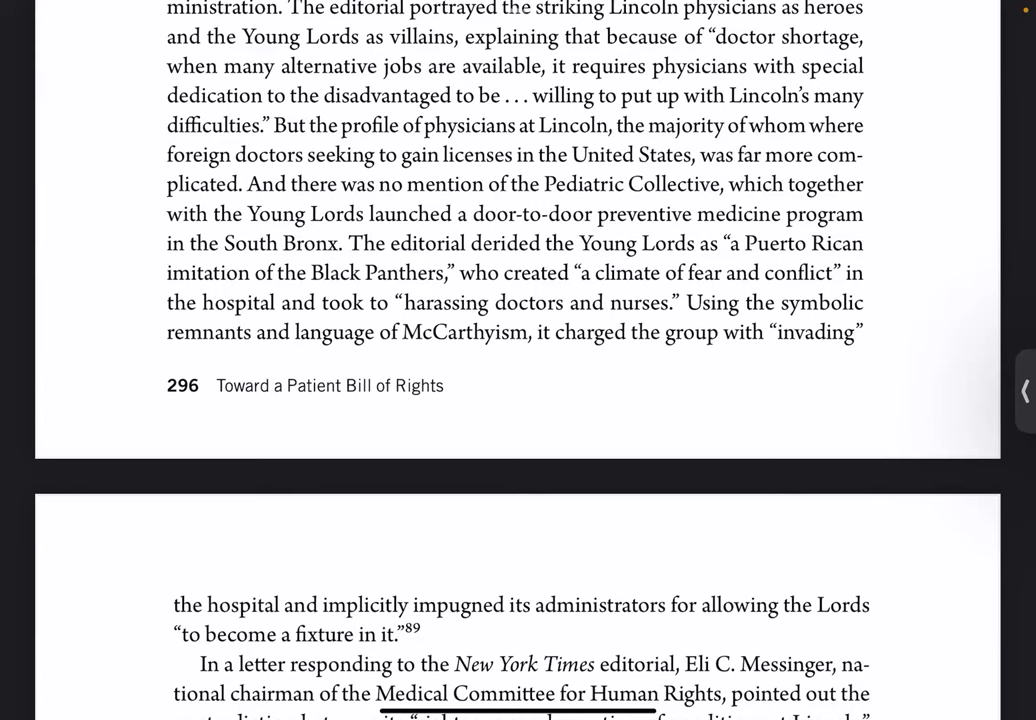 ministration. The editorial portrayed the striking Lincoln physicians as heroes
and the Young Lords as villains, explaining that because of “doctor shortage,
when many alternative jobs are available, it requires physicians with special
dedication to the disadvantaged to be . . . willing to put up with Lincoln’s many
difficulties.” But the profile of physicians at Lincoln, the majority of whom where
foreign doctors seeking to gain licenses in the United States, was far more com-
plicated. And there was no mention of the Pediatric Collective, which together
with the Young Lords launched a door-to-door preventive medicine program
in the South Bronx. The editorial derided the Young Lords as “a Puerto Rican
imitation of the Black Panthers,” who created “a climate of fear and conflict” in
the hospital and took to “harassing doctors and nurses.” Using the symbolic
remnants and language of McCarthyism, it charged the group with “invading”
296 Toward a Patient Bill of Rights
the hospital and implicitly impugned its administrators for allowing the Lords
“to become a fixture in it.”89
In a letter responding to the New York Times editorial, Eli C. Messinger, na-
tional chairman of the Medical Committee for Human Rights, pointed out the